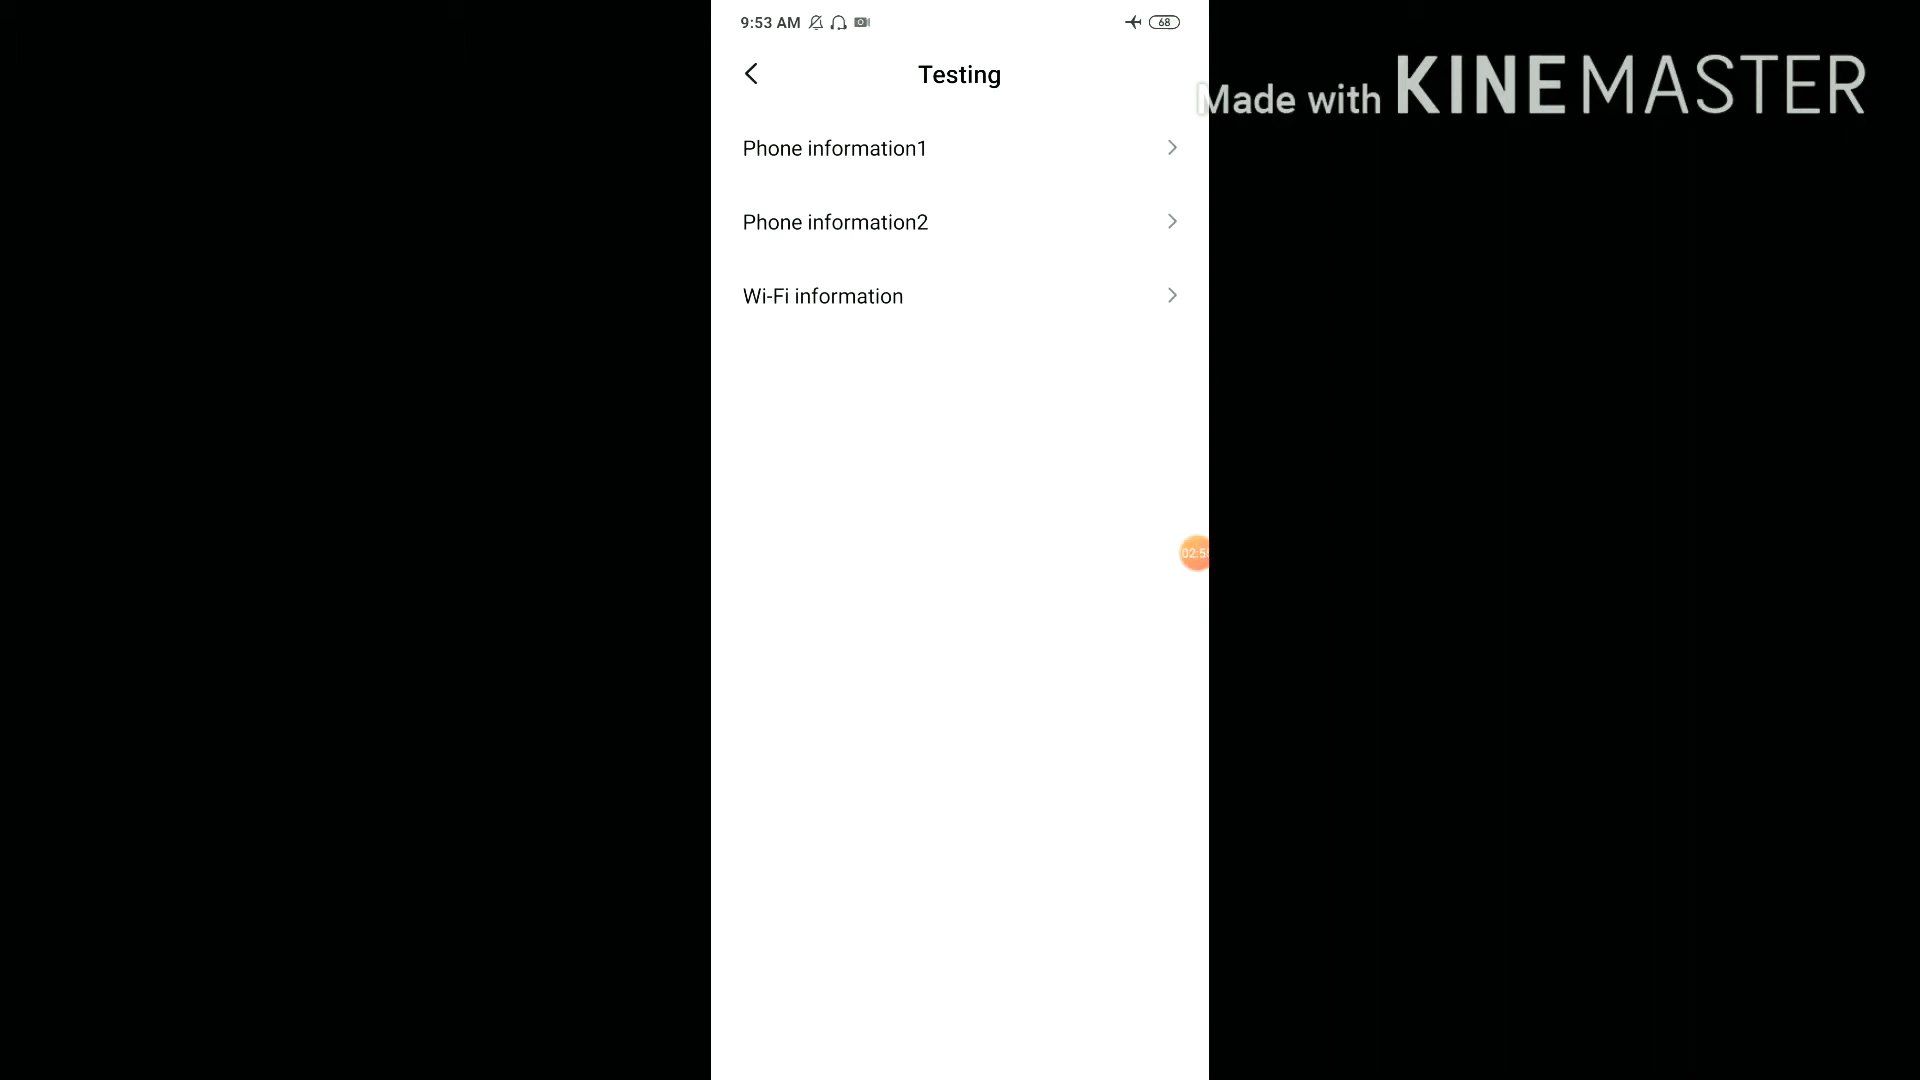 9:53 AM
68
Testing
Made with KINEMASTER
Phone information1
Phone information2
Wi-Fi information